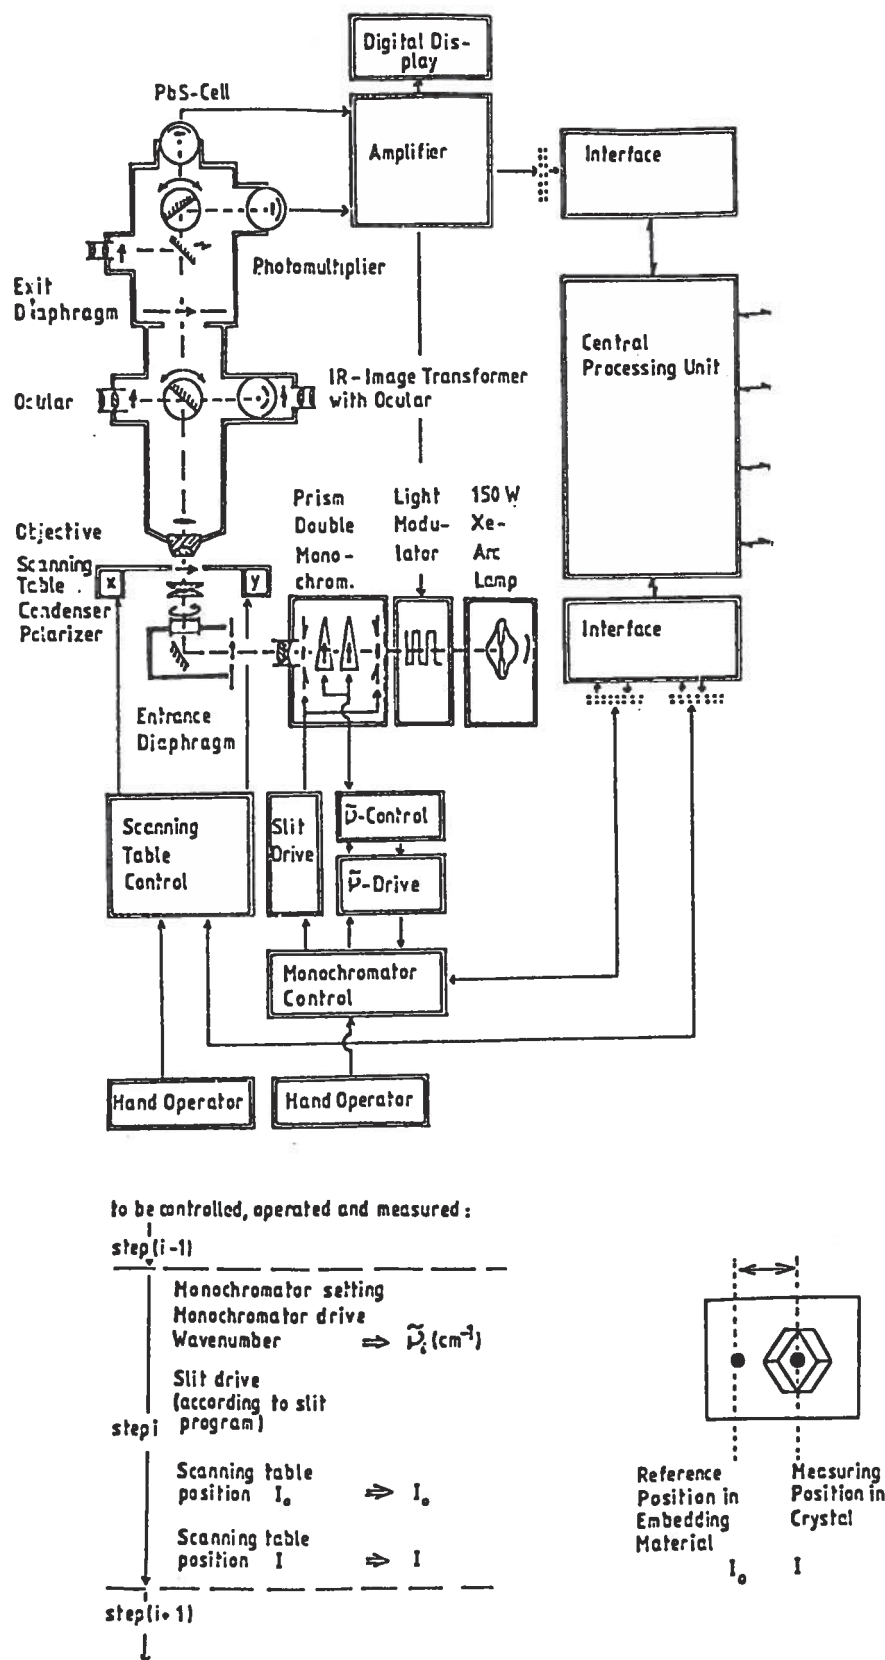 Digital Dis-
play
PbS-Cell
Amplifier
Interface
Photomultiplier
Exit
Diaphragm
Central
Processing Unit
IR-Image Transformer
with Ocular
Ocular
Prism
Double
Mono-
chrom.
Light
Modu-
lator
150 W
Xe-
Arc
Lamp
Objective
Scanning
Table
Condenser
Polarizer
x
y
Interface
Entrance
Diaphragm
Scanning
Table
Control
Slit
Drive
ν̃-Control
ν̃-Drive
Monochromator
Control
Hand Operator
Hand Operator
to be controlled, operated and measured:
step(i-1)
Monochromator setting
Monochromator drive
Wavenumber ⇒ ν̃ᵢ(cm⁻¹)
Slit drive
(according to slit
program)
step i
Scanning table
position I₀ ⇒ I₀
Scanning table
position I ⇒ I
step(i+1)
Reference
Position in
Embedding
Material
I₀
Measuring
Position in
Crystal
I